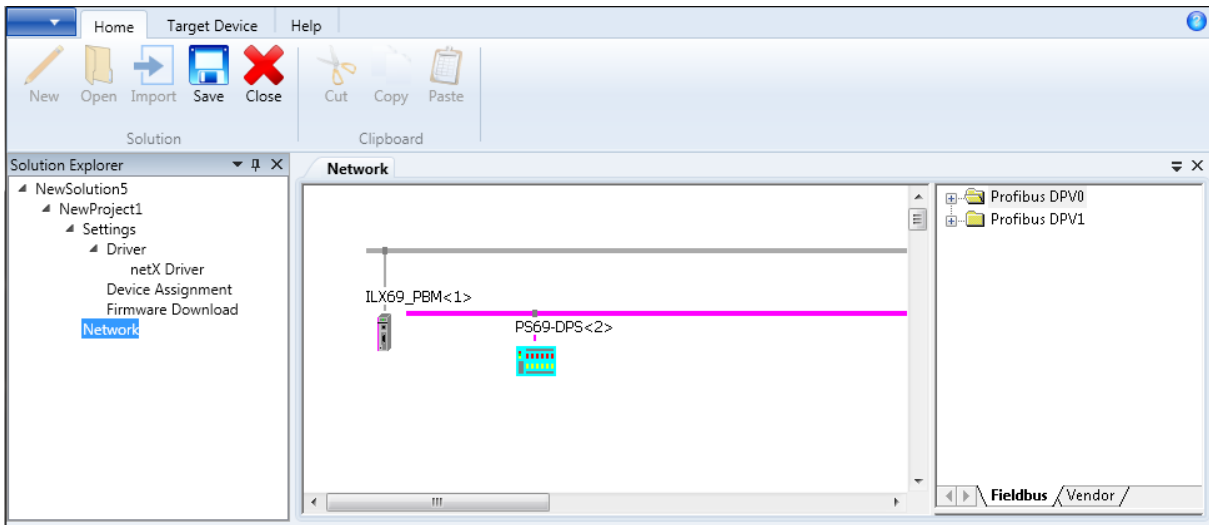 Home Target Device Help
New Open Import Save Close Cut Copy Paste
Solution Clipboard
Solution Explorer
NewSolution5
NewProject1
Settings
Driver
netX Driver
Device Assignment
Firmware Download
Network
Network
ILX69_PBM<1>
PS69-DPS<2>
Profibus DPV0
Profibus DPV1
Fieldbus Vendor